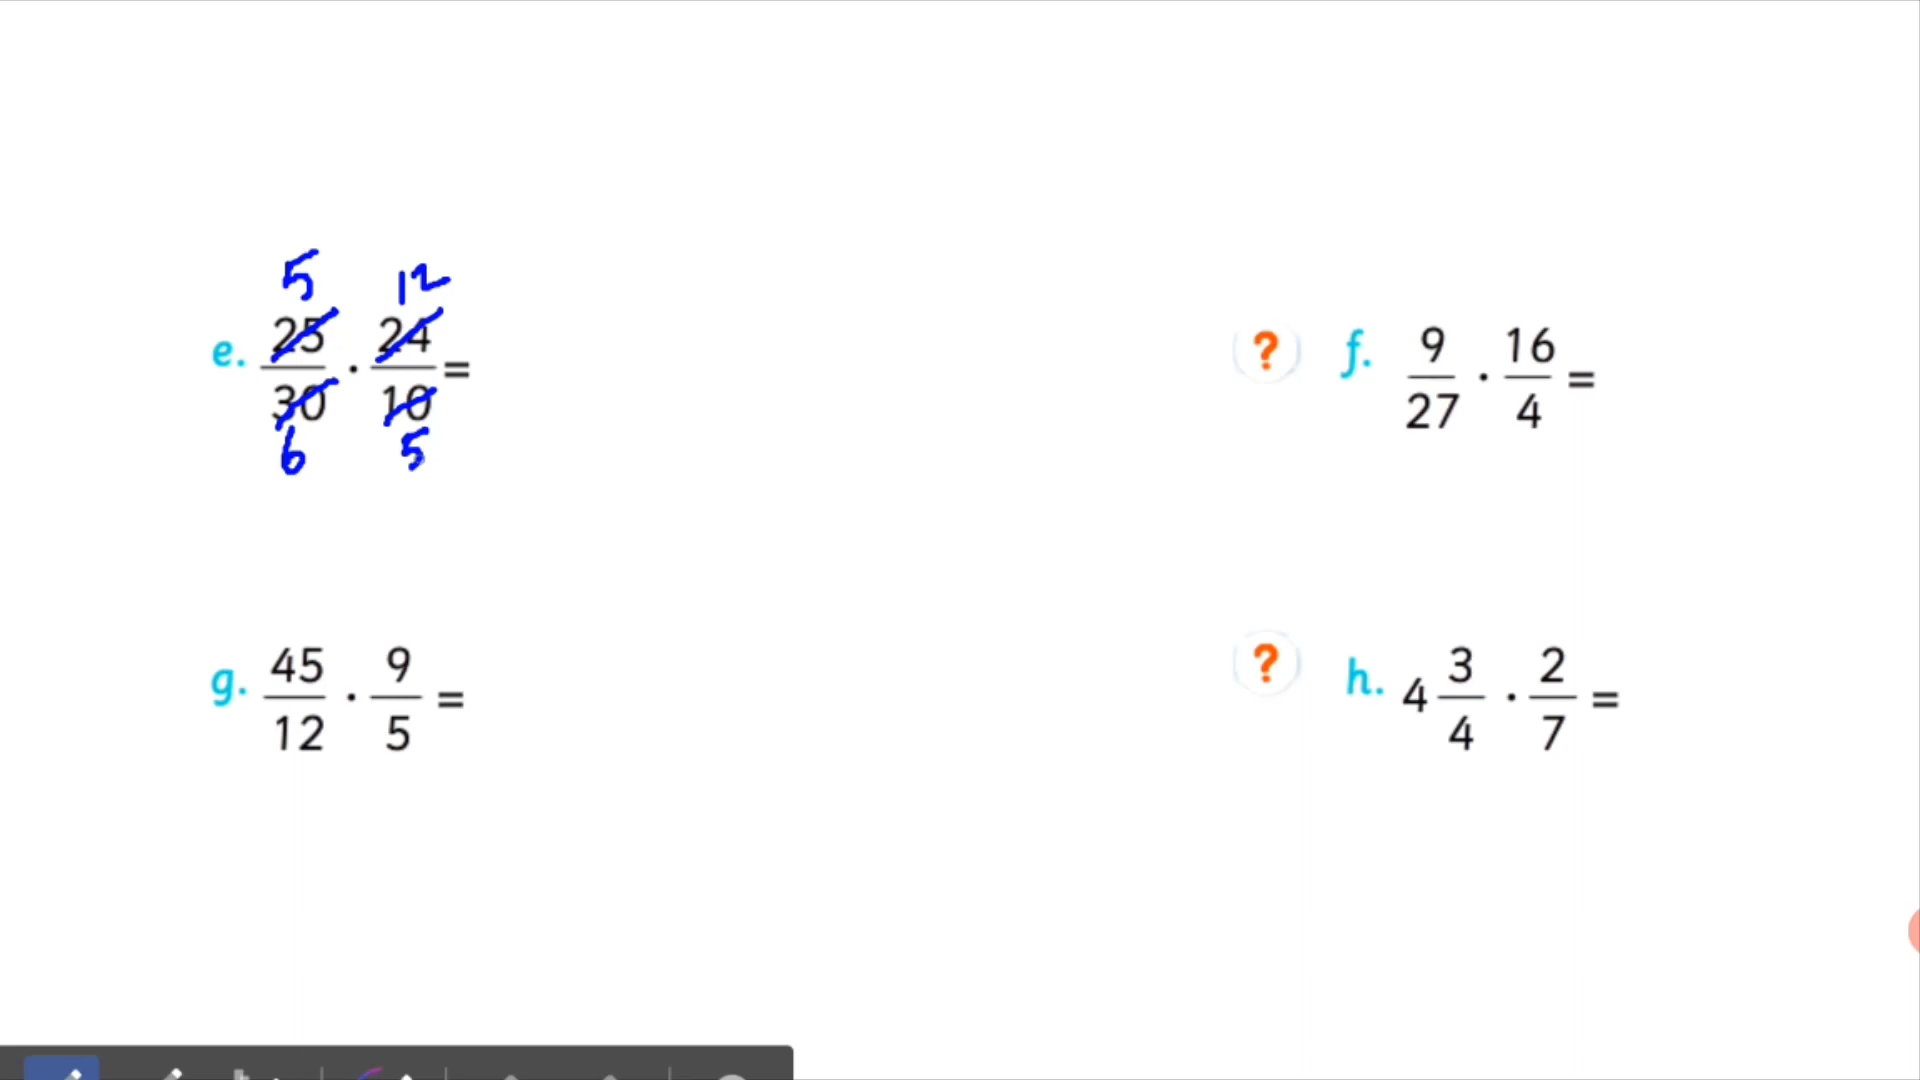 5 12
e. 25/30 · 24/10 =
6 5
? f. 9/27 · 16/4 =
g. 45/12 · 9/5 =
? h. 4 3/4 · 2/7 =